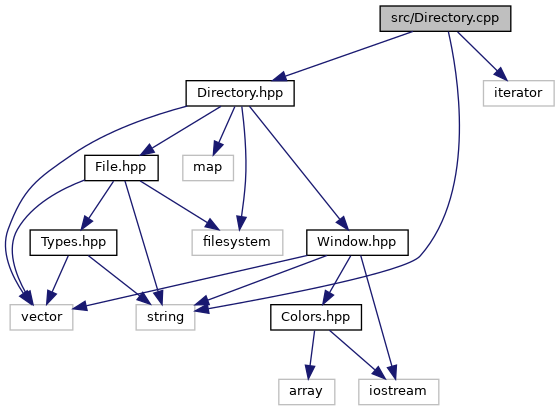 src/Directory.cpp
Directory.hpp
iterator
File.hpp
map
Types.hpp
filesystem
Window.hpp
vector
string
Colors.hpp
array
iostream